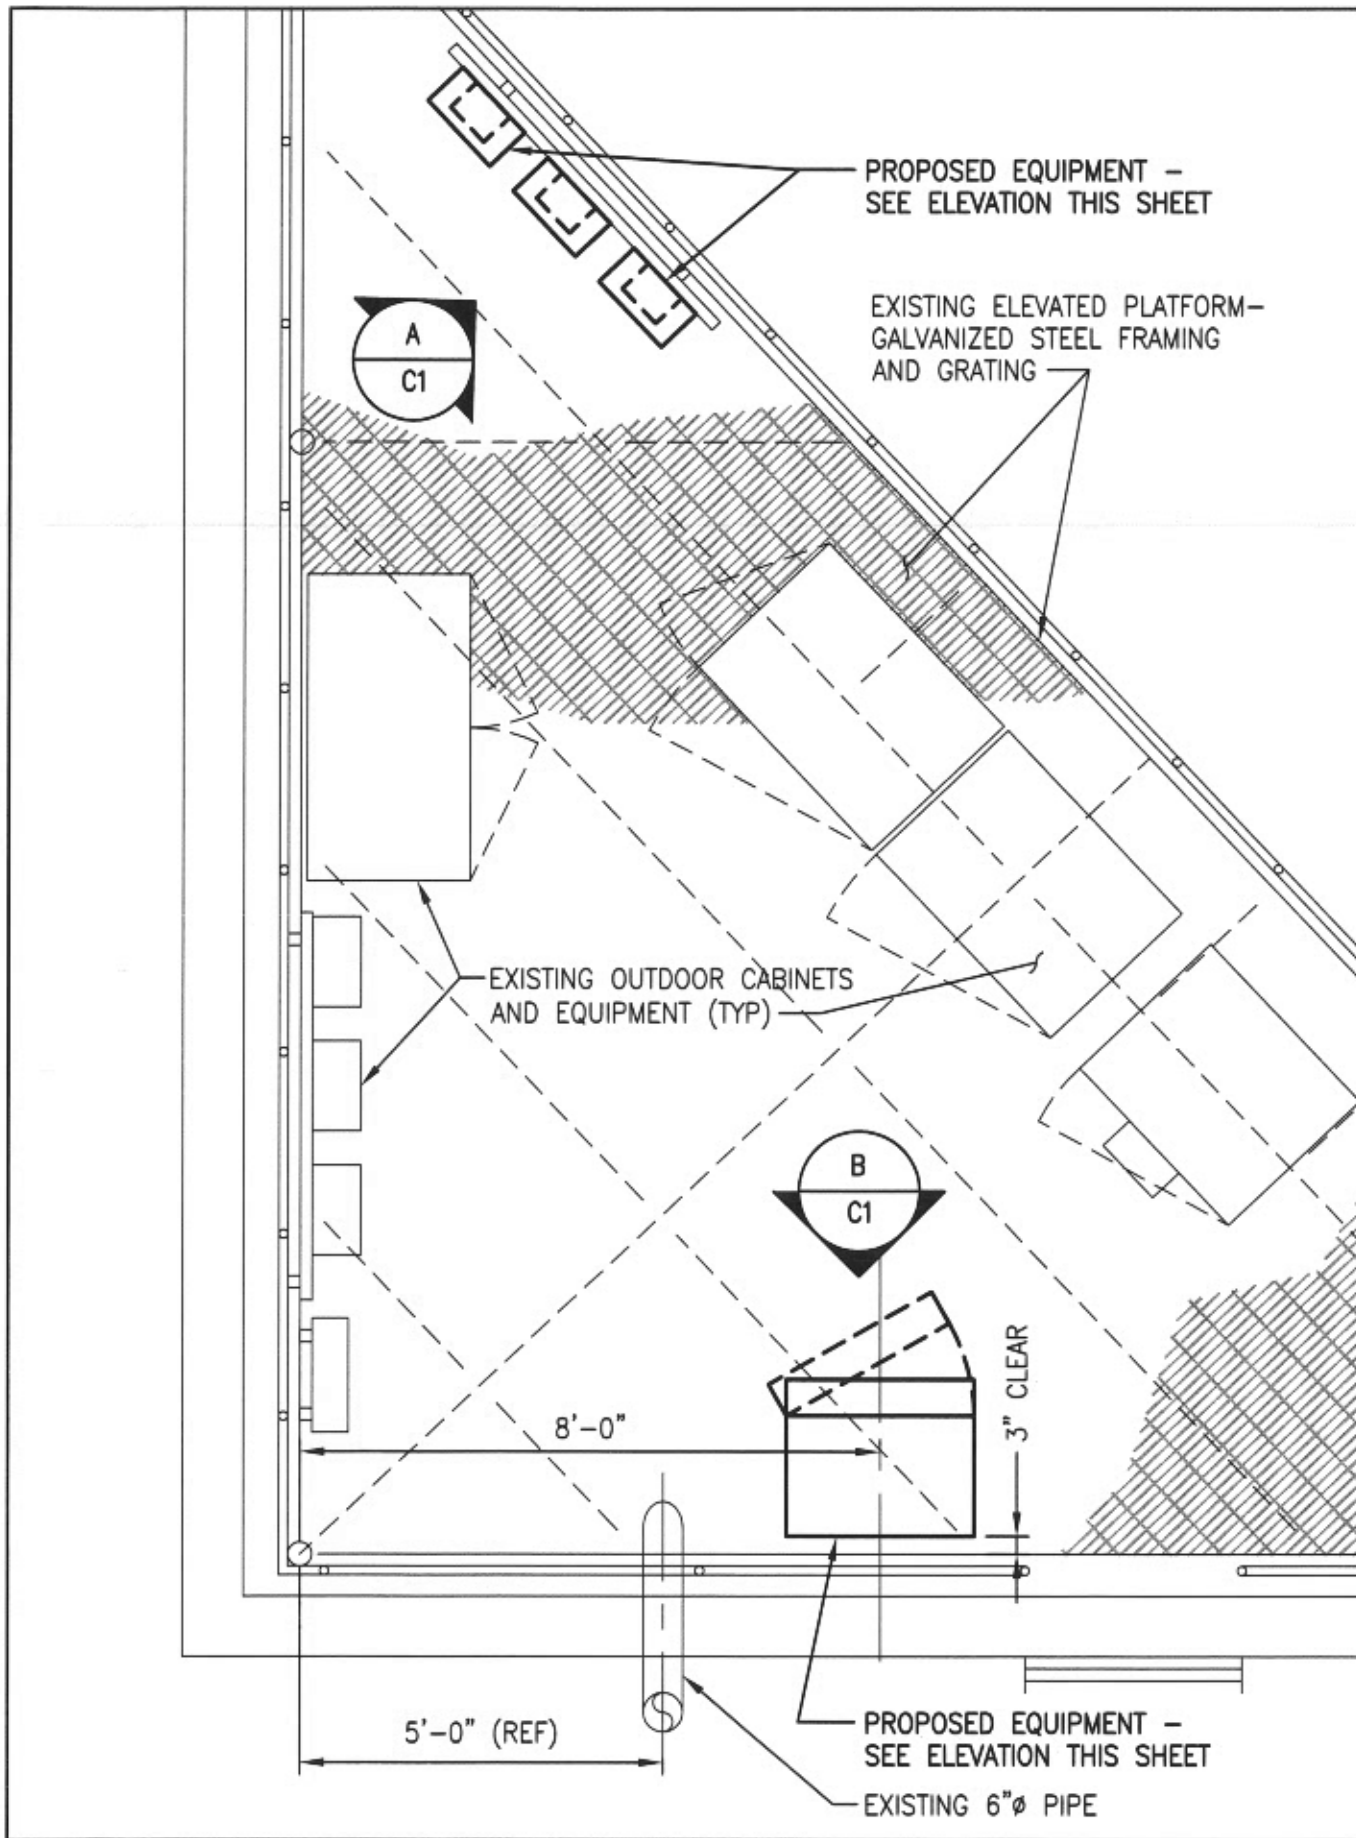 PROPOSED EQUIPMENT –
SEE ELEVATION THIS SHEET
EXISTING ELEVATED PLATFORM–
GALVANIZED STEEL FRAMING
AND GRATING
A
C1
EXISTING OUTDOOR CABINETS
AND EQUIPMENT (TYP)
B
C1
3" CLEAR
8'-0"
5'-0" (REF)
PROPOSED EQUIPMENT –
SEE ELEVATION THIS SHEET
EXISTING 6"ø PIPE